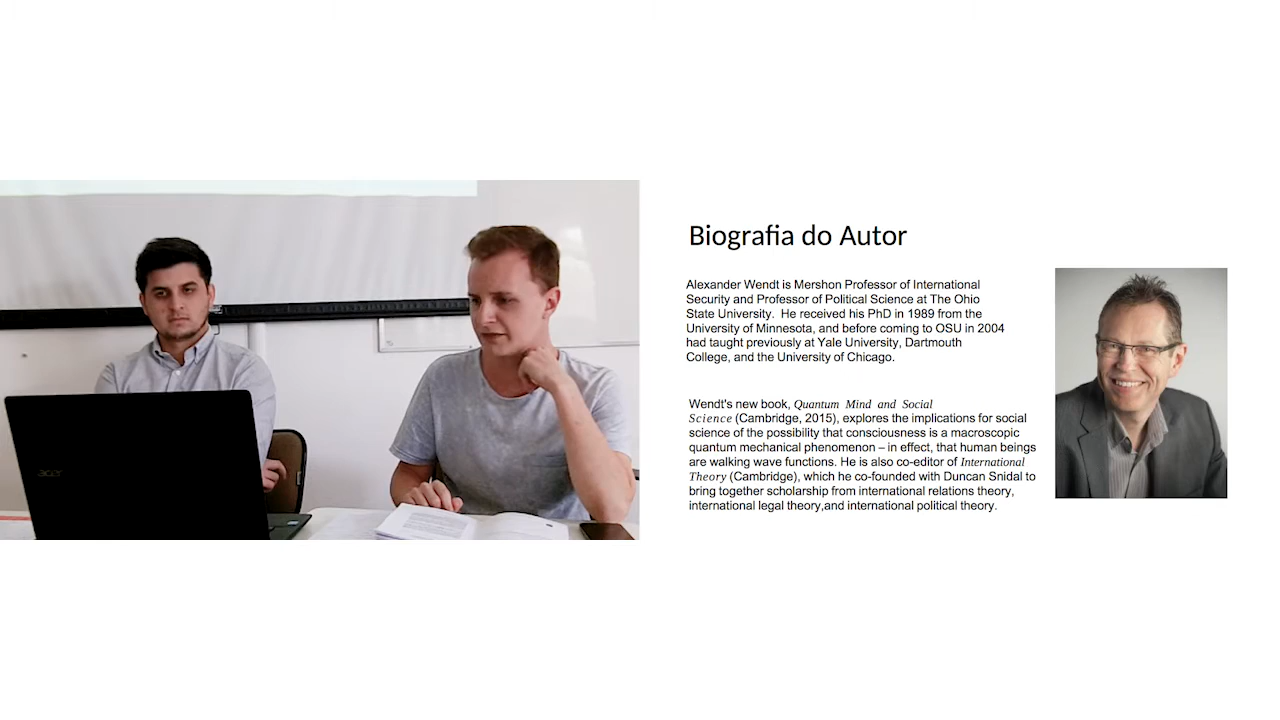 acer
Biografia do Autor
Alexander Wendt is Mershon Professor of International
Security and Professor of Political Science at The Ohio
State University.  He received his PhD in 1989 from the
University of Minnesota, and before coming to OSU in 2004
had taught previously at Yale University, Dartmouth
College, and the University of Chicago.
Wendt's new book, Quantum Mind and Social
Science (Cambridge, 2015), explores the implications for social
science of the possibility that consciousness is a macroscopic
quantum mechanical phenomenon – in effect, that human beings
are walking wave functions. He is also co-editor of International
Theory (Cambridge), which he co-founded with Duncan Snidal to
bring together scholarship from international relations theory,
international legal theory,and international political theory.